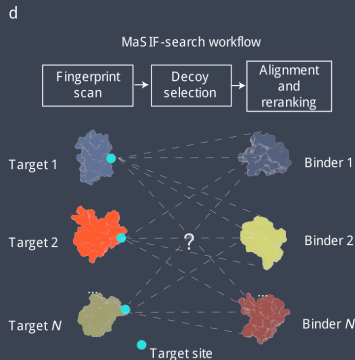 d
MaSIF-search workflow
Fingerprint
scan
Decoy
selection
Alignment
and
reranking
Target 1
Binder 1
Target 2
?
Binder 2
...
...
Target N
Binder N
Target site